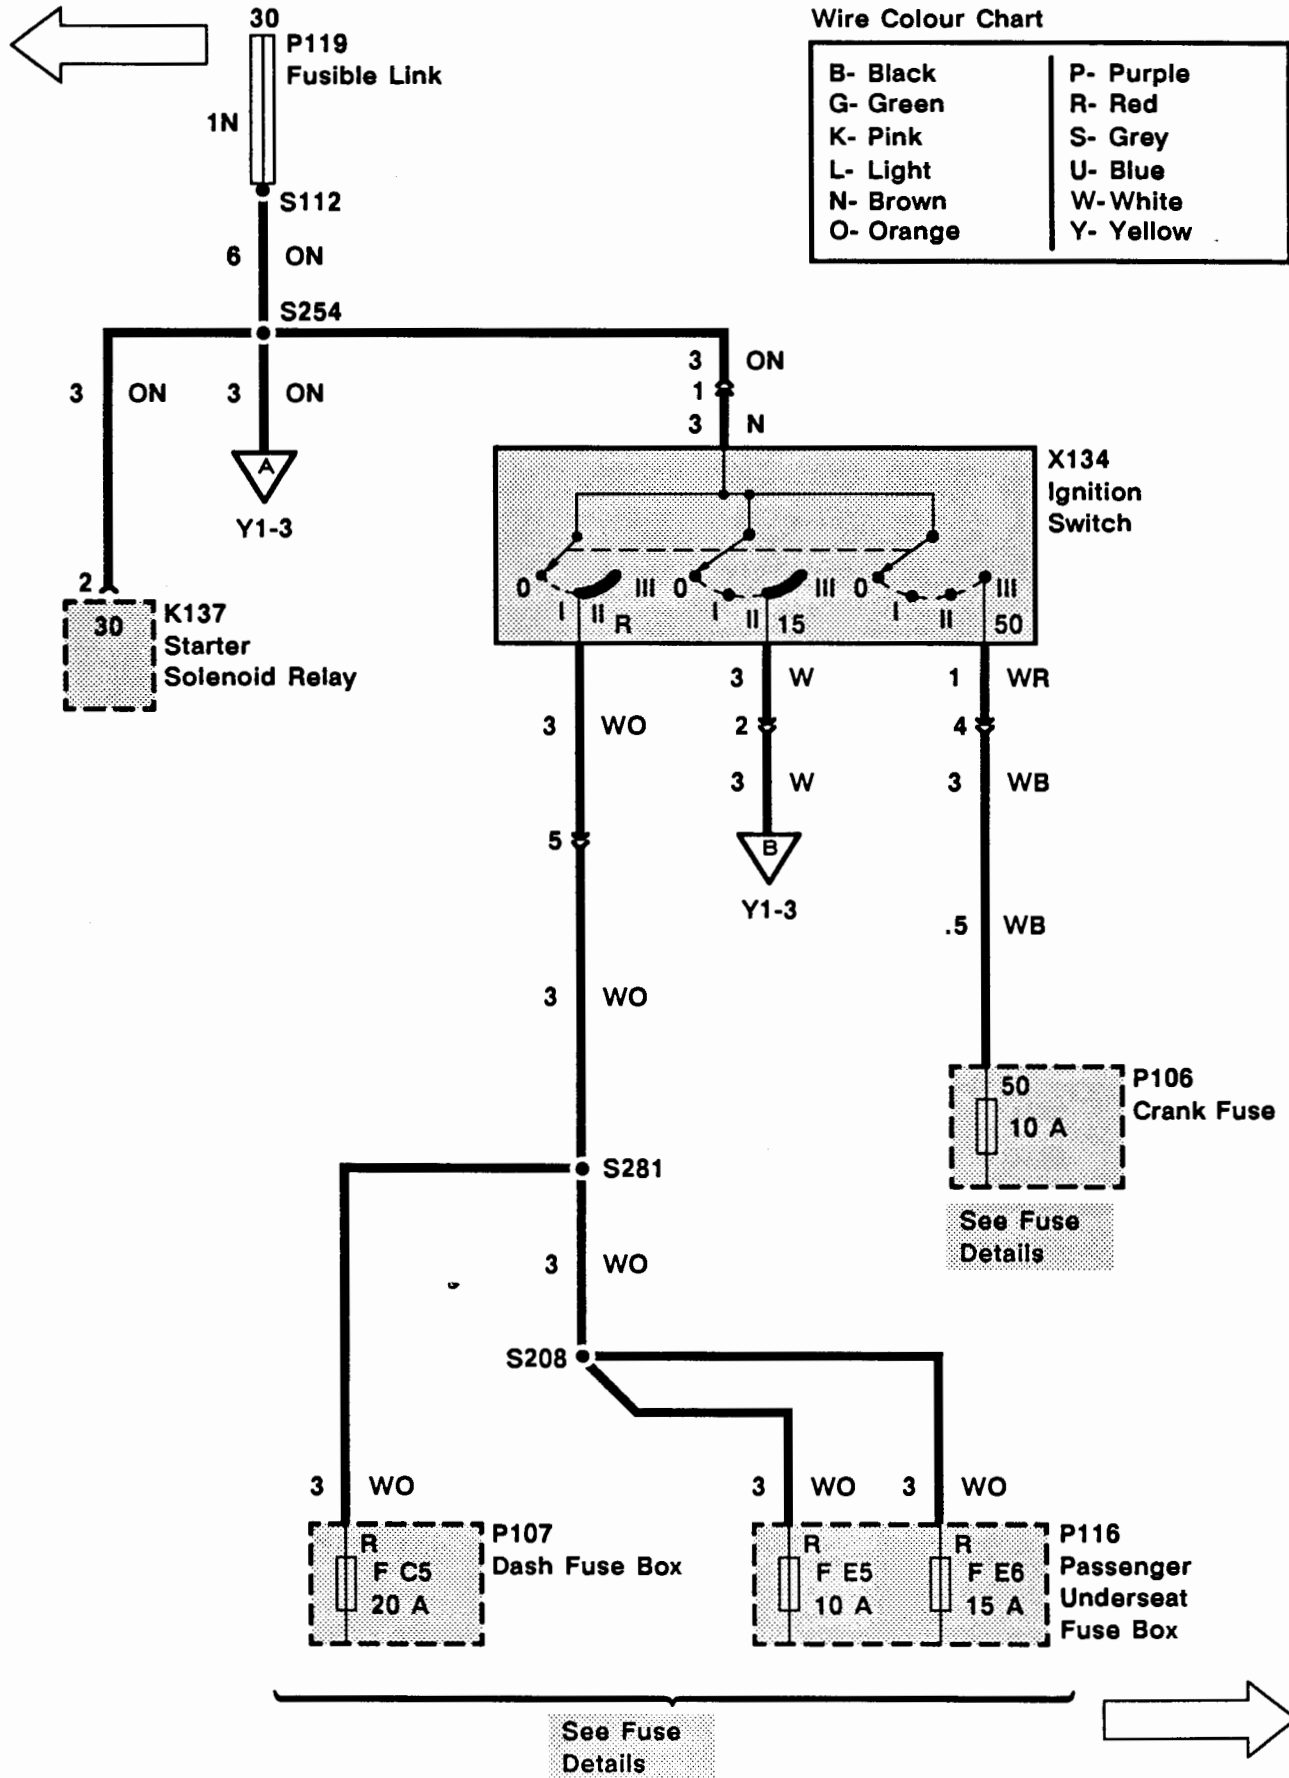 30
P119
Fusible Link
1N
S112
6 ON
S254
Wire Colour Chart
B- Black
G- Green
K- Pink
L- Light
N- Brown
O- Orange
P- Purple
R- Red
S- Grey
U- Blue
W- White
Y- Yellow
3 ON
3 ON
3 ON
1
3 N
A
Y1-3
X134
Ignition
Switch
0 I II III R
0 I II III 15
0 I II III 50
2
30
K137
Starter
Solenoid Relay
3 WO
3 W
1 WR
2
4
3 W
3 WB
5
B
Y1-3
.5 WB
3 WO
50
10 A
P106
Crank Fuse
See Fuse
Details
S281
3 WO
S208
3 WO
3 WO
3 WO
R
F C5
20 A
P107
Dash Fuse Box
R
F E5
10 A
R
F E6
15 A
P116
Passenger
Underseat
Fuse Box
See Fuse
Details